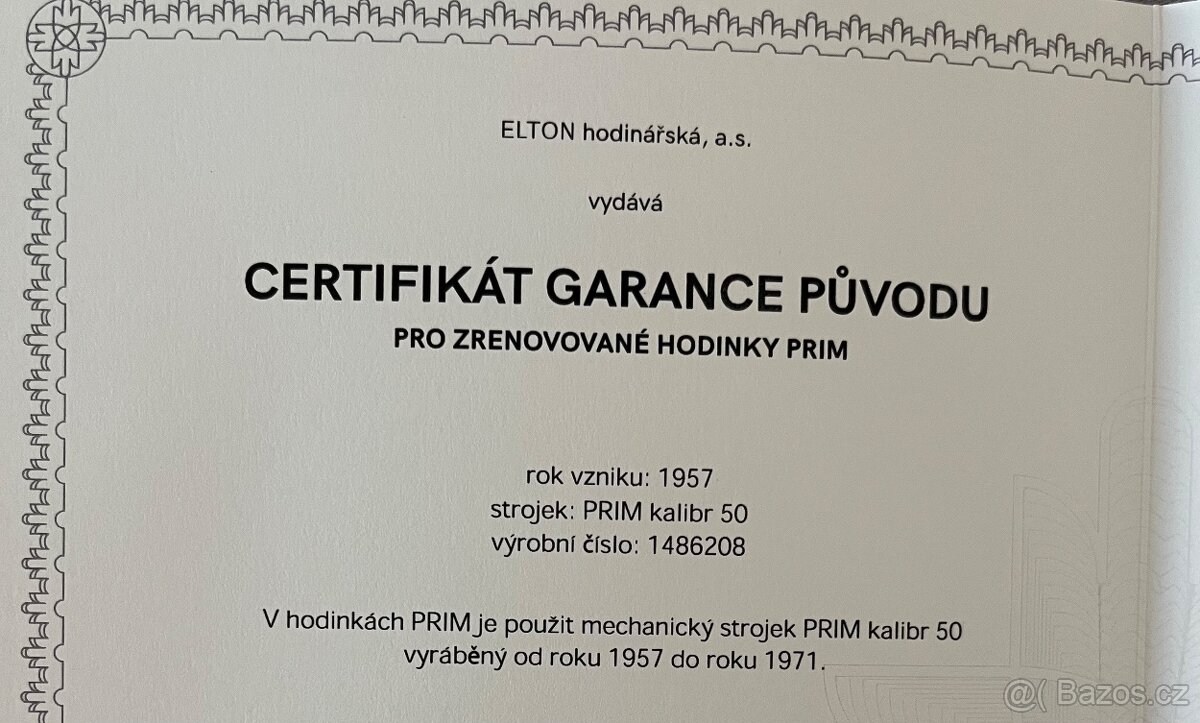 ELTON hodinářská, a.s.
vydává
CERTIFIKÁT GARANCE PŮVODU
PRO ZRENOVOVANÉ HODINKY PRIM
rok vzniku: 1957
strojek: PRIM kalibr 50
výrobní číslo: 1486208
V hodinkách PRIM je použit mechanický strojek PRIM kalibr 50
vyráběný od roku 1957 do roku 1971.
@( Bazos.cz